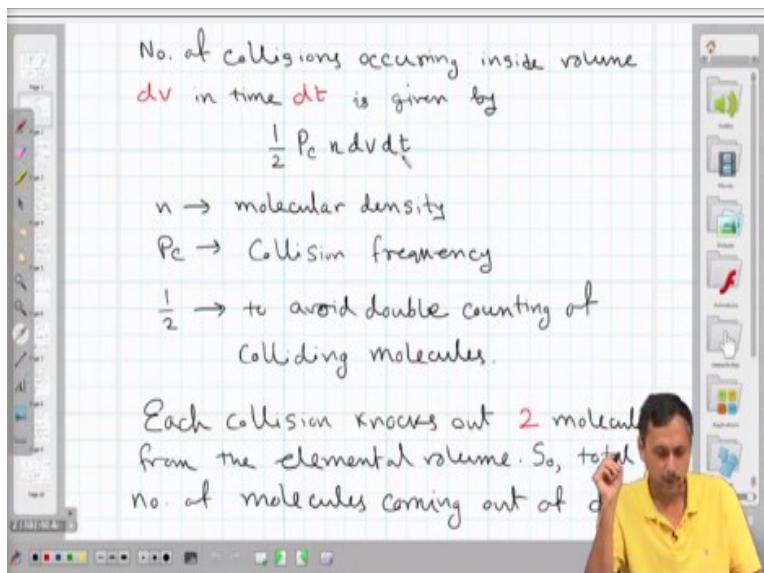 No. of collisions occuring inside volume
dv in time dt is given by
1/2 Pc n dv dt
n → molecular density
Pc → Collision frequency
1/2 → to avoid double counting of
Colliding molecules.
Each collision knocks out 2 molecul
from the elemental volume. So, total
no. of molecules coming out of d